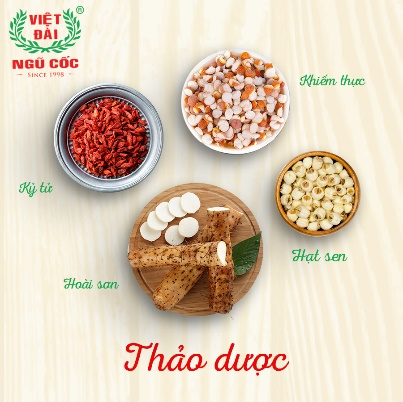 VIỆT
ĐÀI
®
NGŨ CỐC
SINCE 1998
Khiếm thực
Kỷ tử
Hạt sen
Hoài sơn
Thảo dược